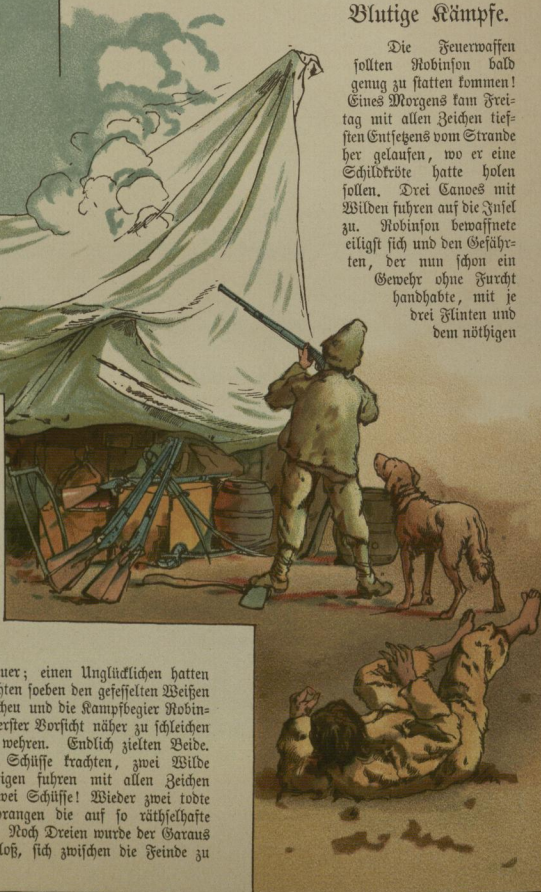 Blutige Kämpfe.
Die Feuerwaffen
sollten Robinson bald
genug zu statten kommen!
Eines Morgens kam Frei-
tag mit allen Zeichen tief-
sten Entsetzens vom Strande
her gelaufen, wo er eine
Schildkröte hatte holen
sollen. Drei Canoes mit
Wilden fuhren auf die Insel
zu. Robinson bewaffnete
eiligst sich und den Gefähr-
ten, der nun schon ein
Gewehr ohne Furcht
handhabte, mit je
drei Flinten und
dem nöthigen
uer; einen Unglücklichen hatten
hten soeben den gefesselten Weißen
cheu und die Kampfbegier Robin-
erster Vorsicht näher zu schleichen
wehren. Endlich zielten Beide.
Schüsse krachten, zwei Wilde
igen fuhren mit allen Zeichen
wei Schüsse! Wieder zwei todte
prangen die auf so räthselhafte
Noch Dreien wurde der Garaus
loß, sich zwischen die Feinde zu